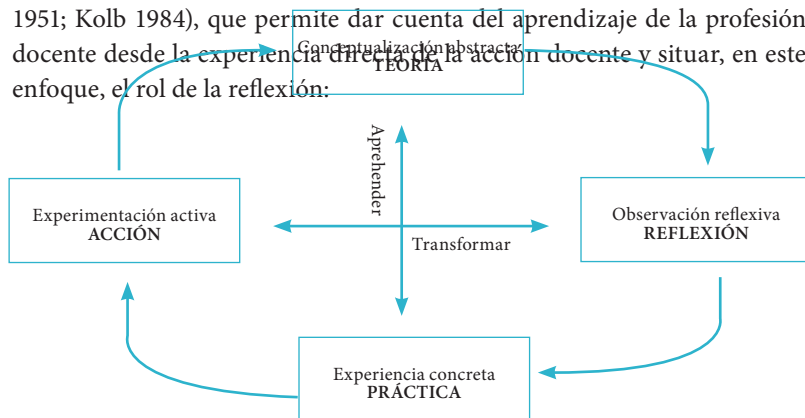 1951; Kolb 1984), que permite dar cuenta del aprendizaje de la profesión
docente desde la experiencia directa de la acción docente y situar, en este
enfoque, el rol de la reflexión:
Conceptualización abstracta
TEORÍA
Aprehender
Experimentación activa
ACCIÓN
Observación reflexiva
REFLEXIÓN
Transformar
Experiencia concreta
PRÁCTICA